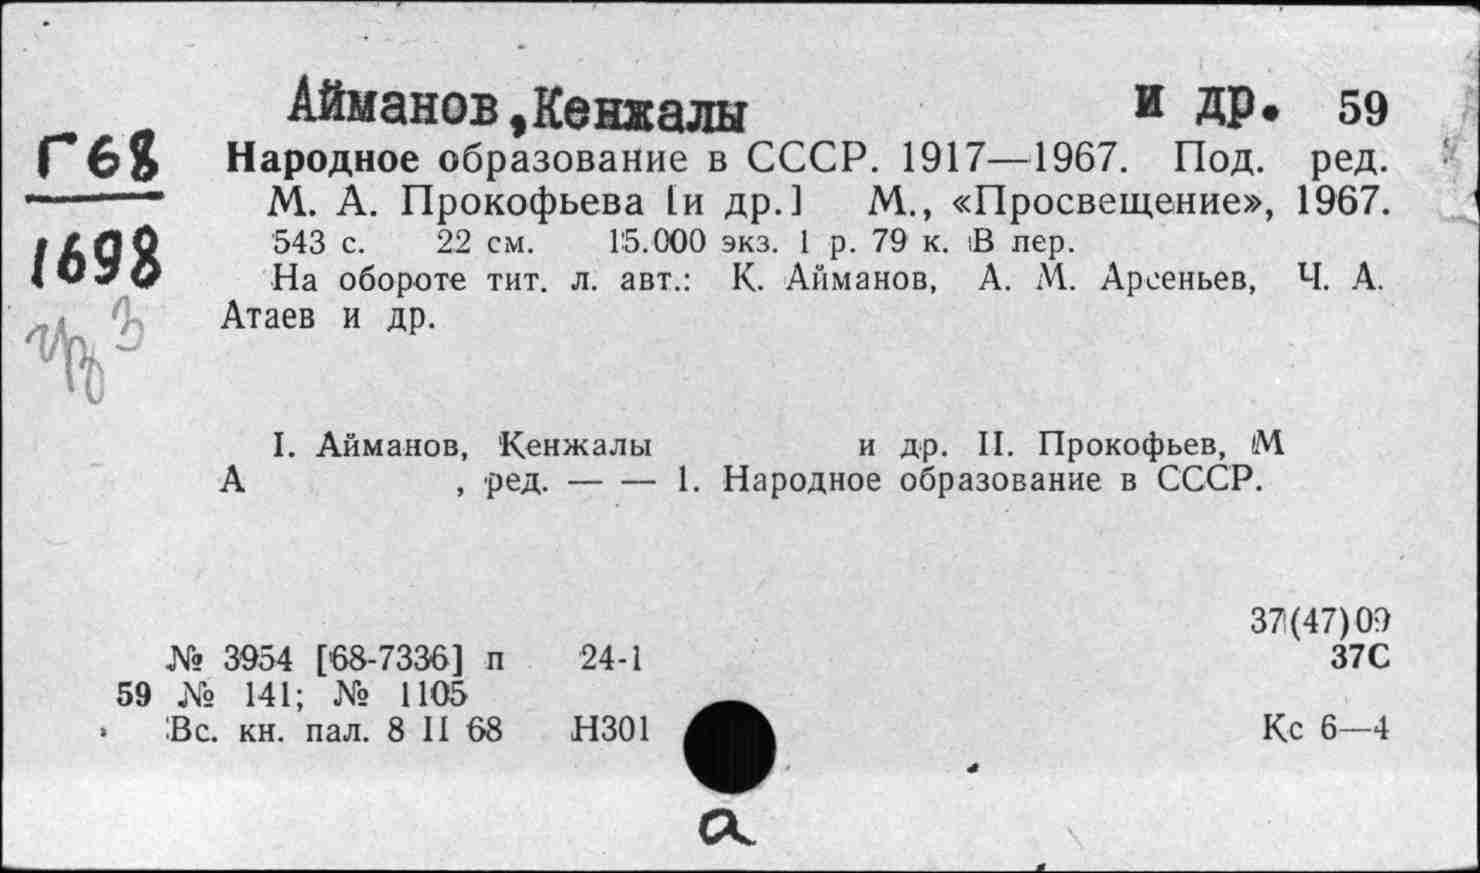 Айманов, Кенжалы и др. 59
Г68
1698
Народное образование в СССР. 1917—1967. Под. ред.
М. А. Прокофьева [и др.] М., «Просвещение», 1967.
543 с. 22 см. 15.000 экз. 1 р. 79 к. В пер.
На обороте тит. л. авт.: К. Айманов, А. М. Арсеньев, Ч. А.
Атаев и др.
I. Айманов, Кенжалы и др. II. Прокофьев, М
А , ред. — — 1. Народное образование в СССР.
37(47)09
№ 3954 [68-7336] п 24-1 37С
59 № 141; № 1105
Вс. кн. пал. 8 II 68 Н301 Кс 6—4
а